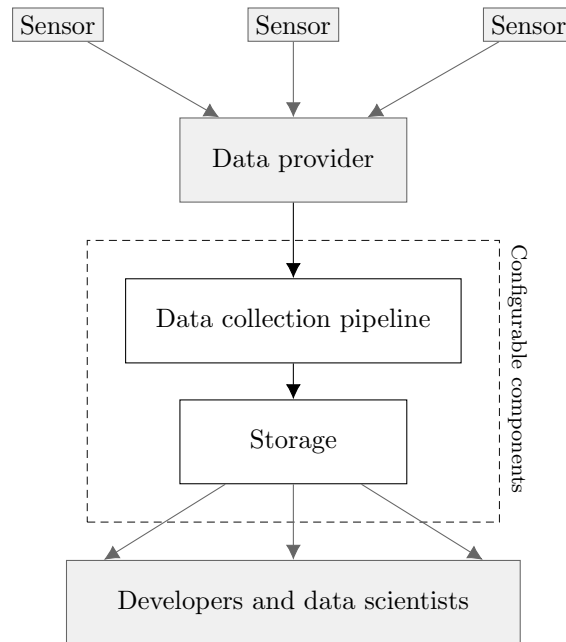 Sensor
Sensor
Sensor
Data provider
Configurable components
Data collection pipeline
Storage
Developers and data scientists